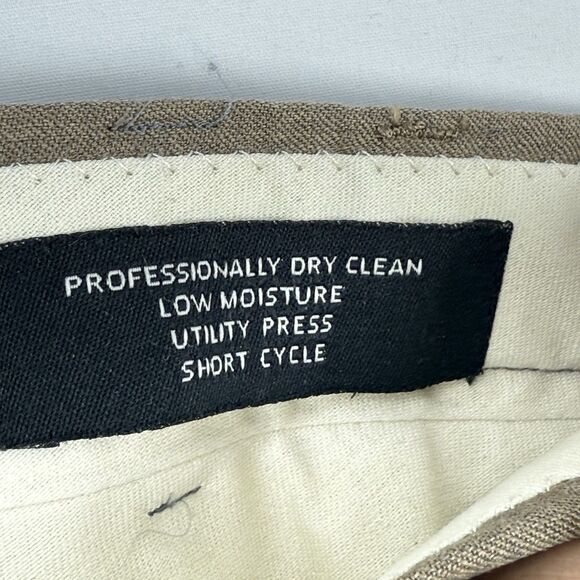 PROFESSIONALLY DRY CLEAN
LOW MOISTURE
UTILITY PRESS
SHORT CYCLE